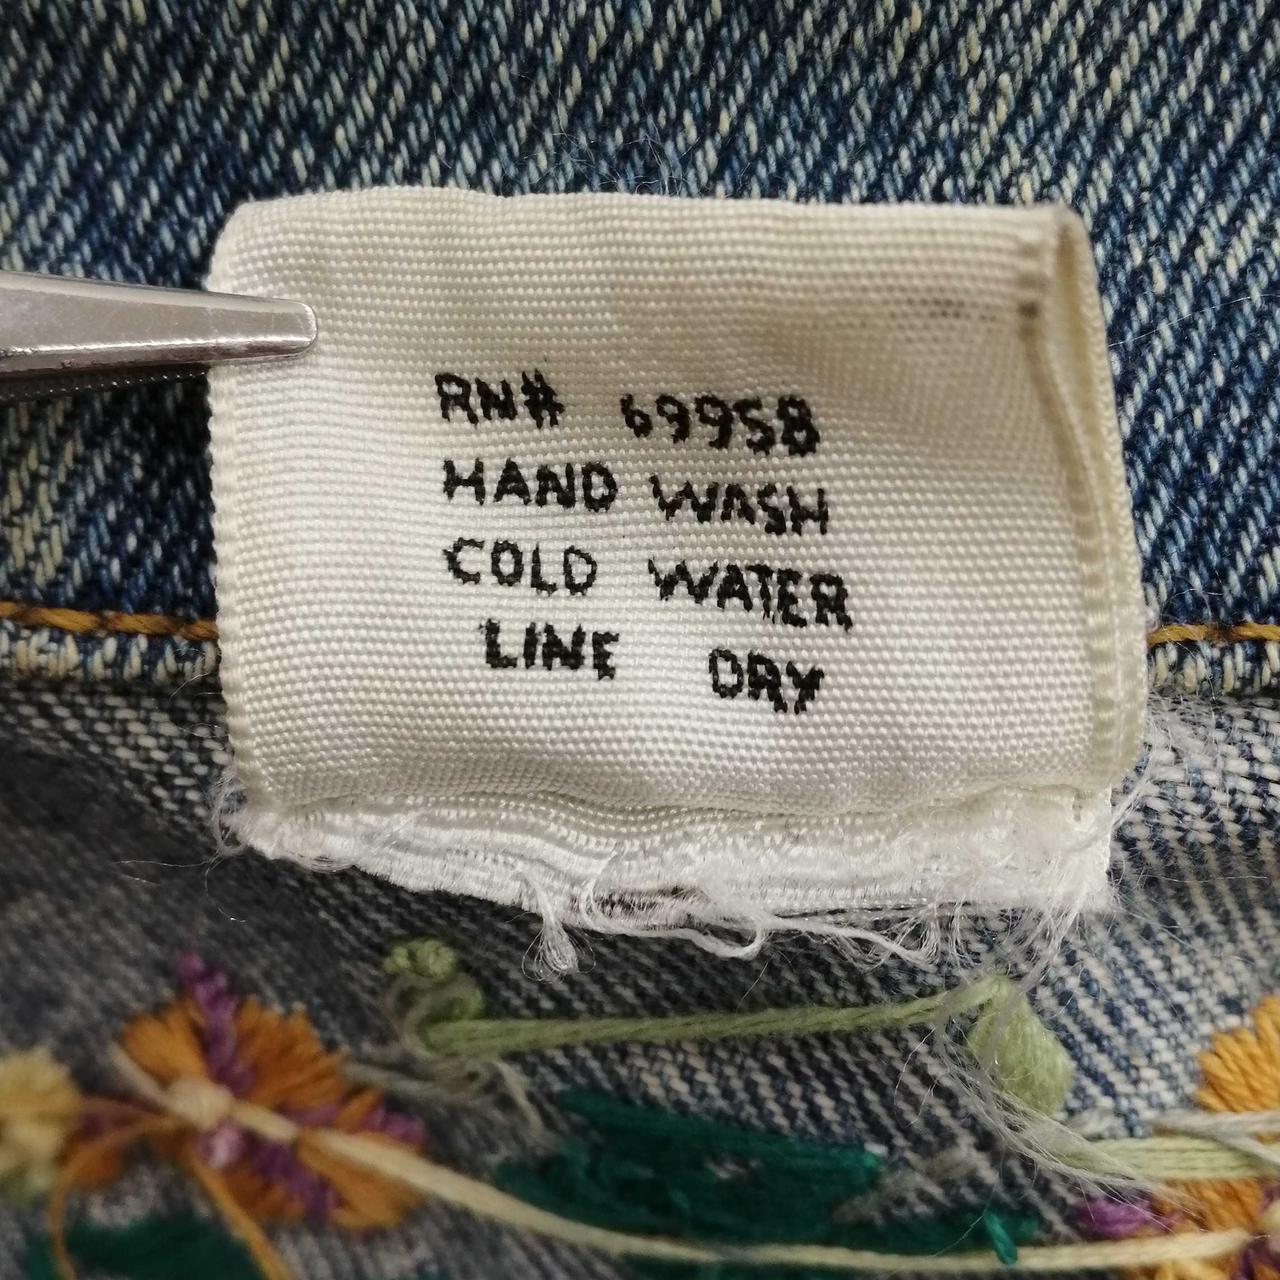 RN# 69958
HAND WASH
COLD WATER
LINE DRY